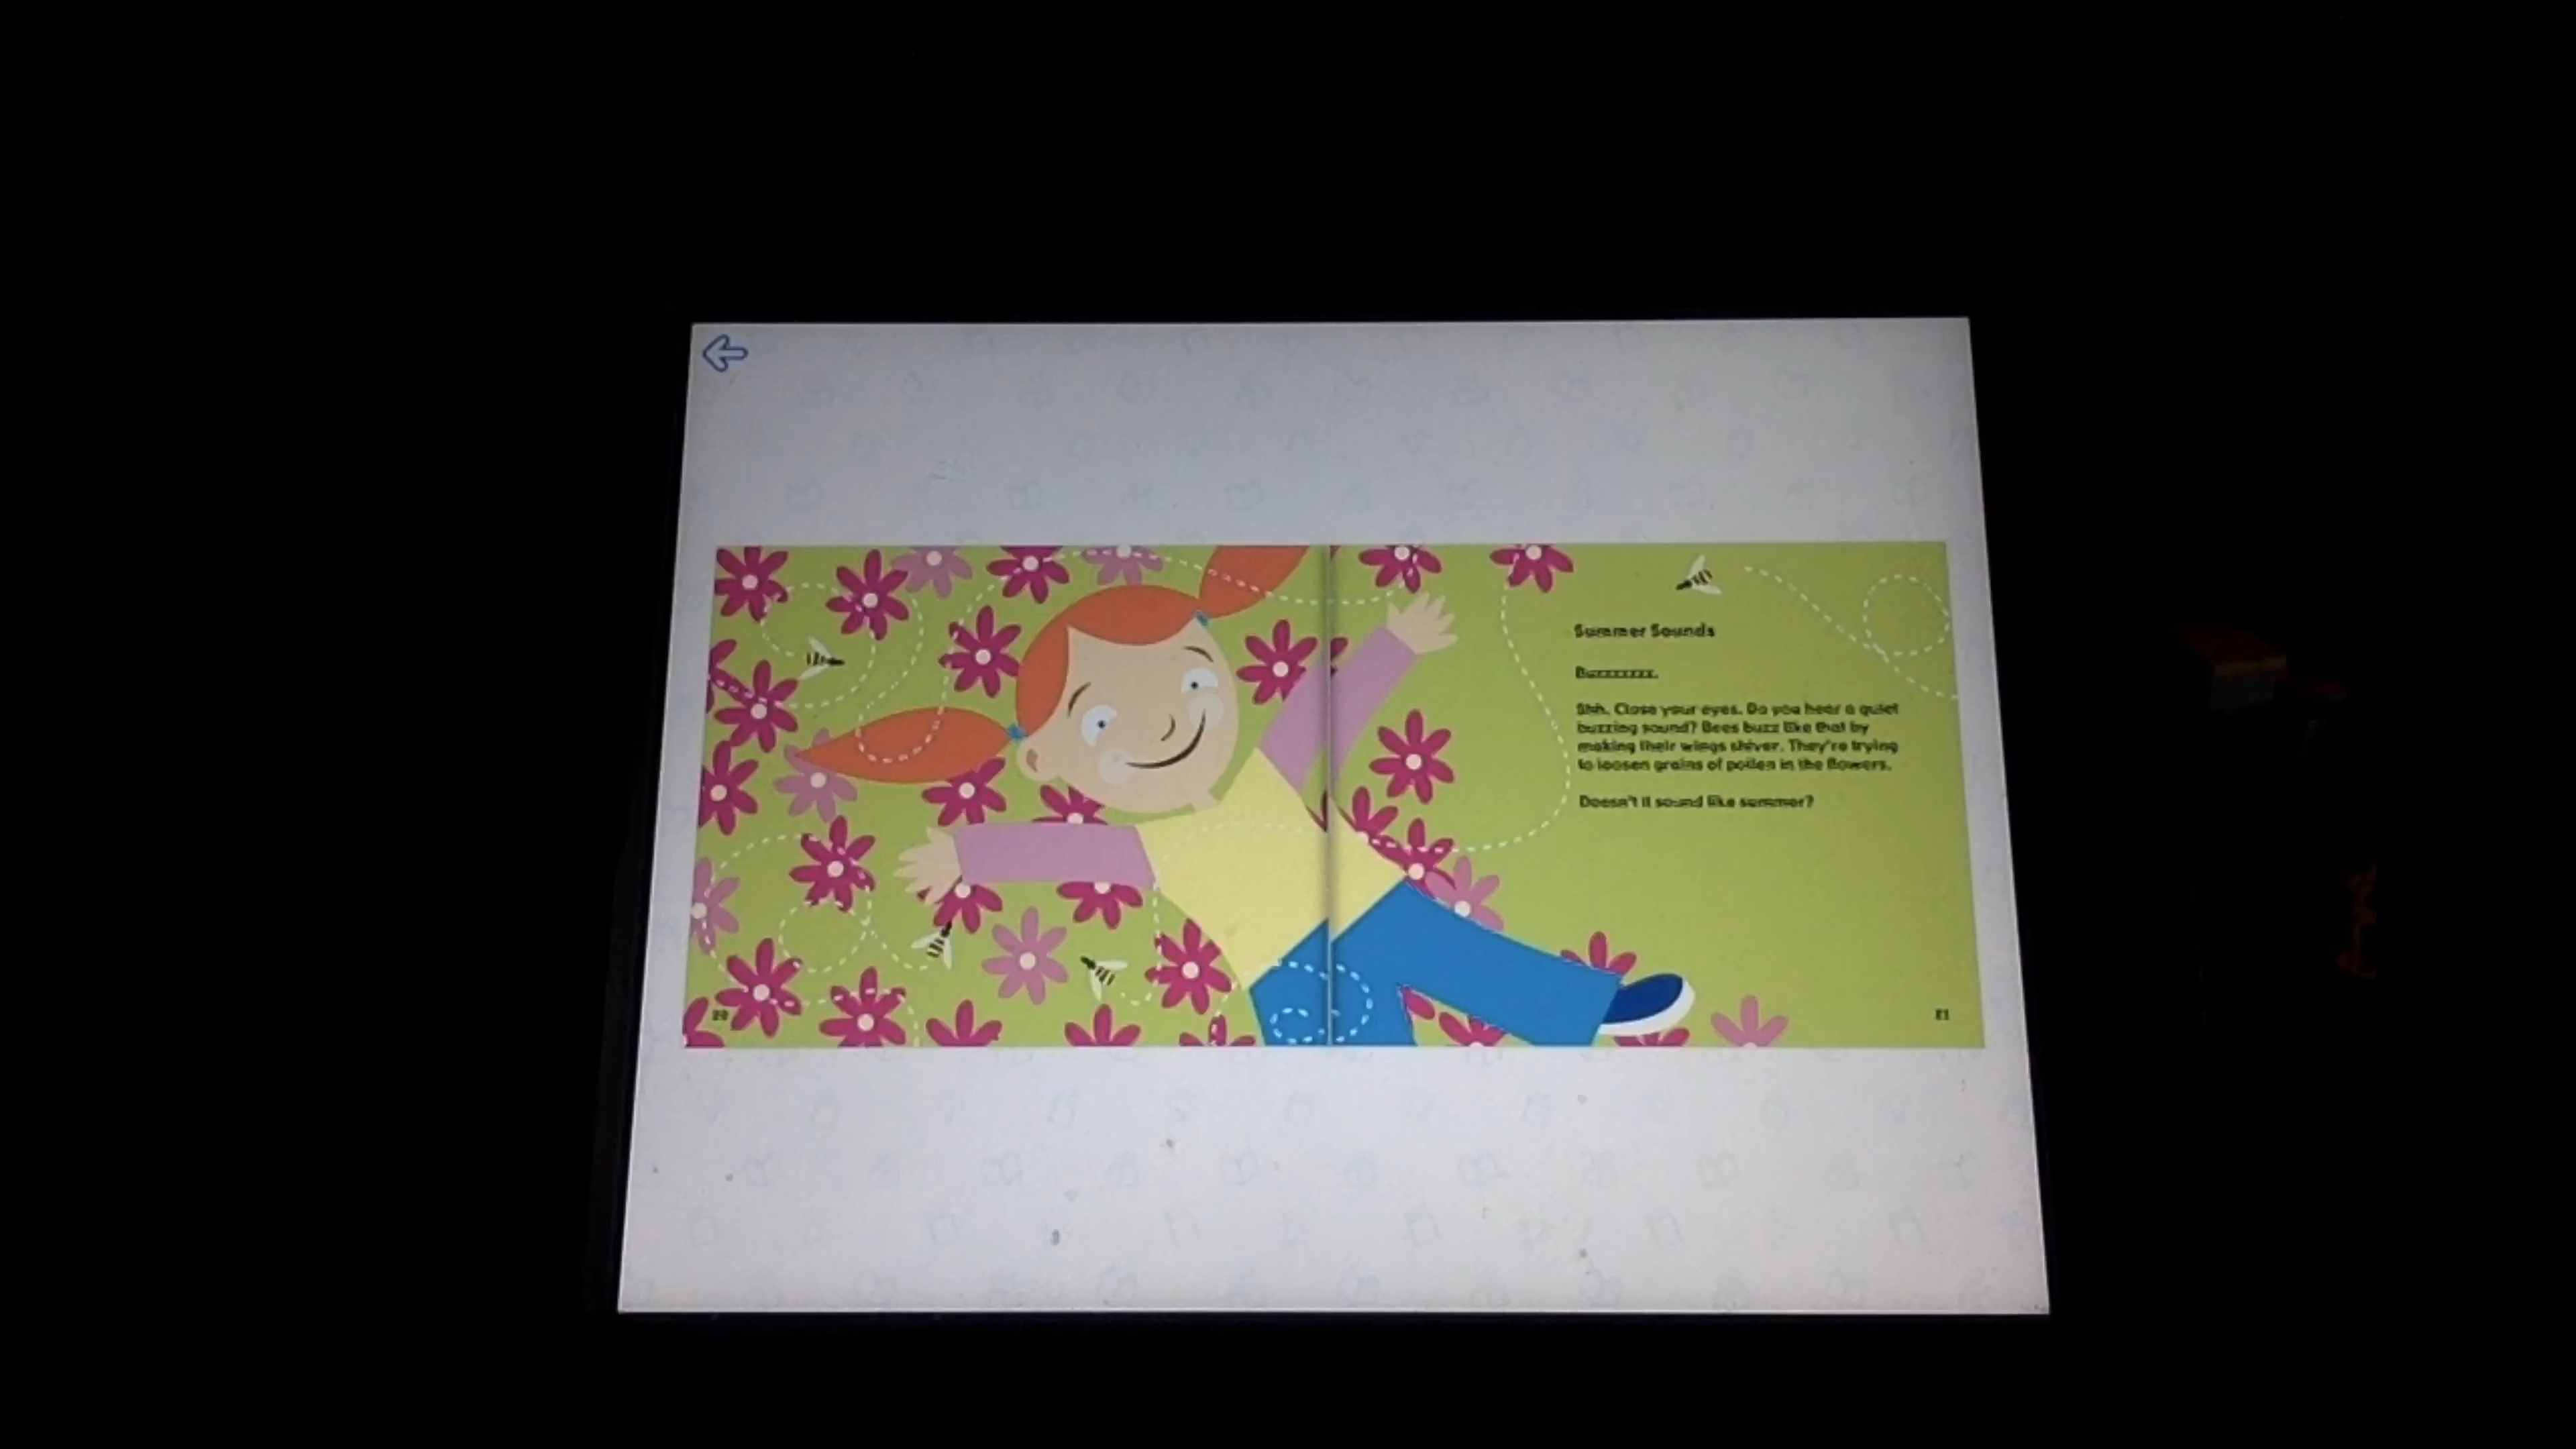 Summer Sounds
Buzzzzzzz.
Shh. Close your eyes. Do you hear a quiet
buzzing sound? Bees buzz like that by
making their wings shiver. They're trying
to loosen grains of pollen in the flowers.
Doesn't it sound like summer?
20
21